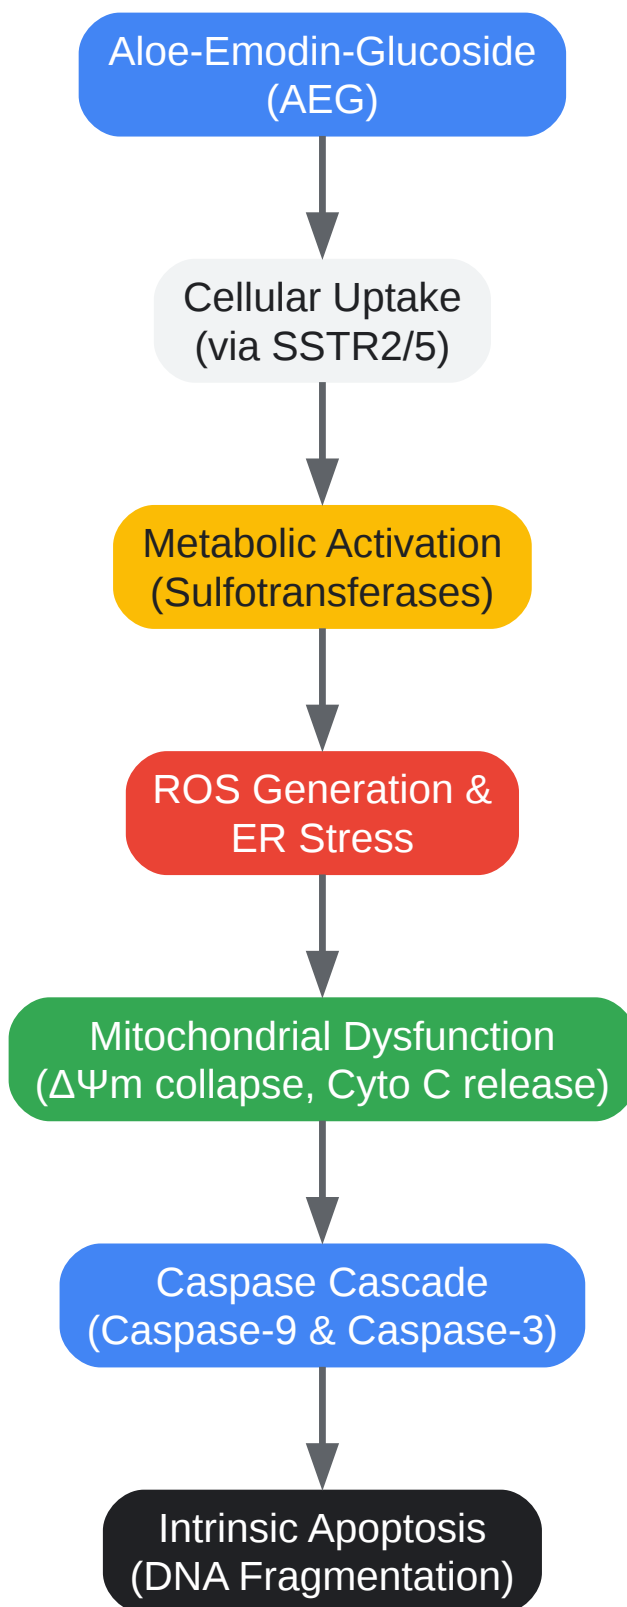 Aloe-Emodin-Glucoside
(AEG)
Cellular Uptake
(via SSTR2/5)
Metabolic Activation
(Sulfotransferases)
ROS Generation &
ER Stress
Mitochondrial Dysfunction
(ΔΨm collapse, Cyto C release)
Caspase Cascade
(Caspase-9 & Caspase-3)
Intrinsic Apoptosis
(DNA Fragmentation)